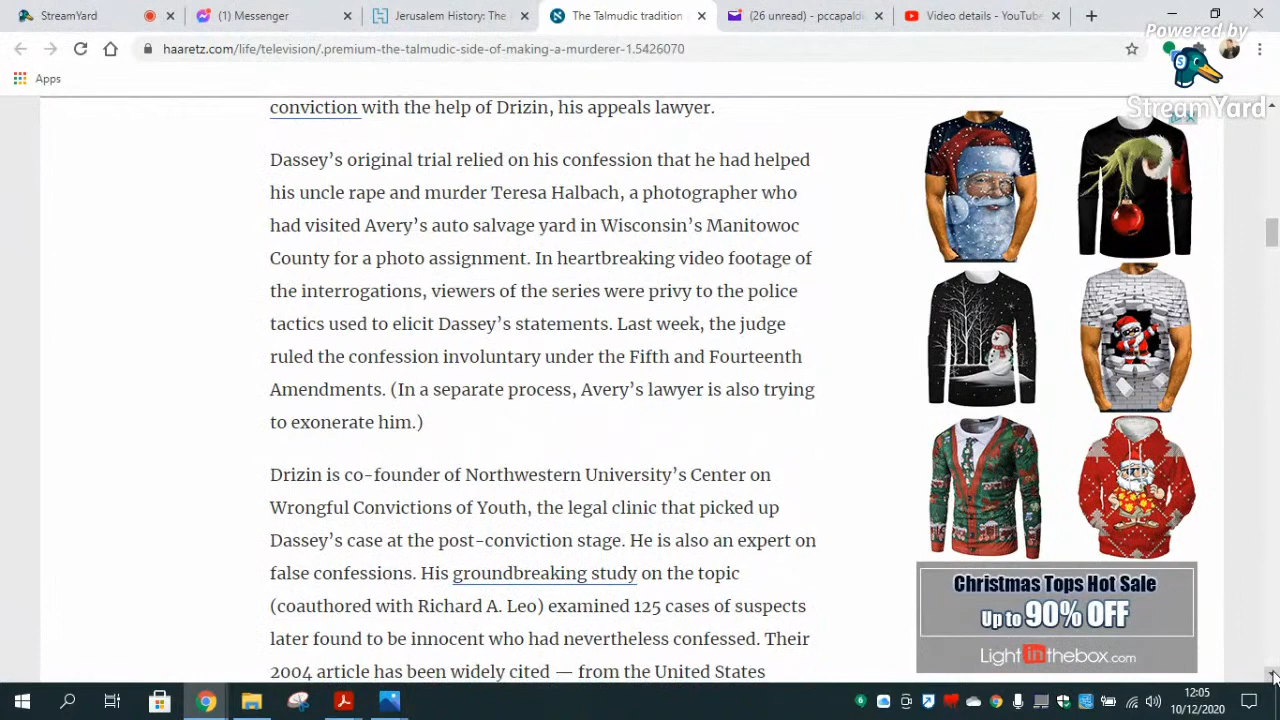 StreamYard
(1) Messenger
Jerusalem History: The
The Talmudic tradition
(26 unread) - pccapald
Video details - YouTube
haaretz.com/life/television/.premium-the-talmudic-side-of-making-a-murderer-1.5426070
Powered by
StreamYard
Apps
conviction with the help of Drizin, his appeals lawyer.
Dassey’s original trial relied on his confession that he had helped
his uncle rape and murder Teresa Halbach, a photographer who
had visited Avery’s auto salvage yard in Wisconsin’s Manitowoc
County for a photo assignment. In heartbreaking video footage of
the interrogations, viewers of the series were privy to the police
tactics used to elicit Dassey’s statements. Last week, the judge
ruled the confession involuntary under the Fifth and Fourteenth
Amendments. (In a separate process, Avery’s lawyer is also trying
to exonerate him.)
Drizin is co-founder of Northwestern University’s Center on
Wrongful Convictions of Youth, the legal clinic that picked up
Dassey’s case at the post-conviction stage. He is also an expert on
false confessions. His groundbreaking study on the topic
(coauthored with Richard A. Leo) examined 125 cases of suspects
later found to be innocent who had nevertheless confessed. Their
2004 article has been widely cited — from the United States
Christmas Tops Hot Sale
Up to 90% OFF
Lightinthebox.com
12:05
10/12/2020